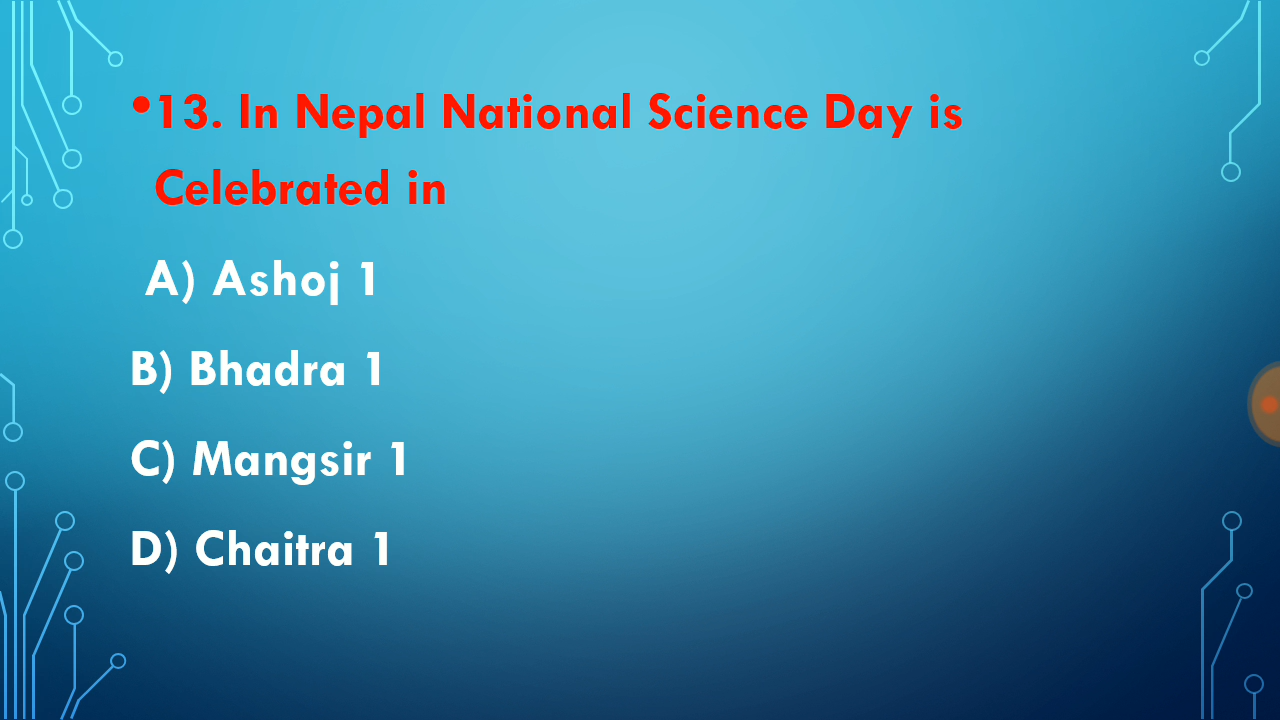 •13. In Nepal National Science Day is
Celebrated in
A) Ashoj 1
B) Bhadra 1
C) Mangsir 1
D) Chaitra 1